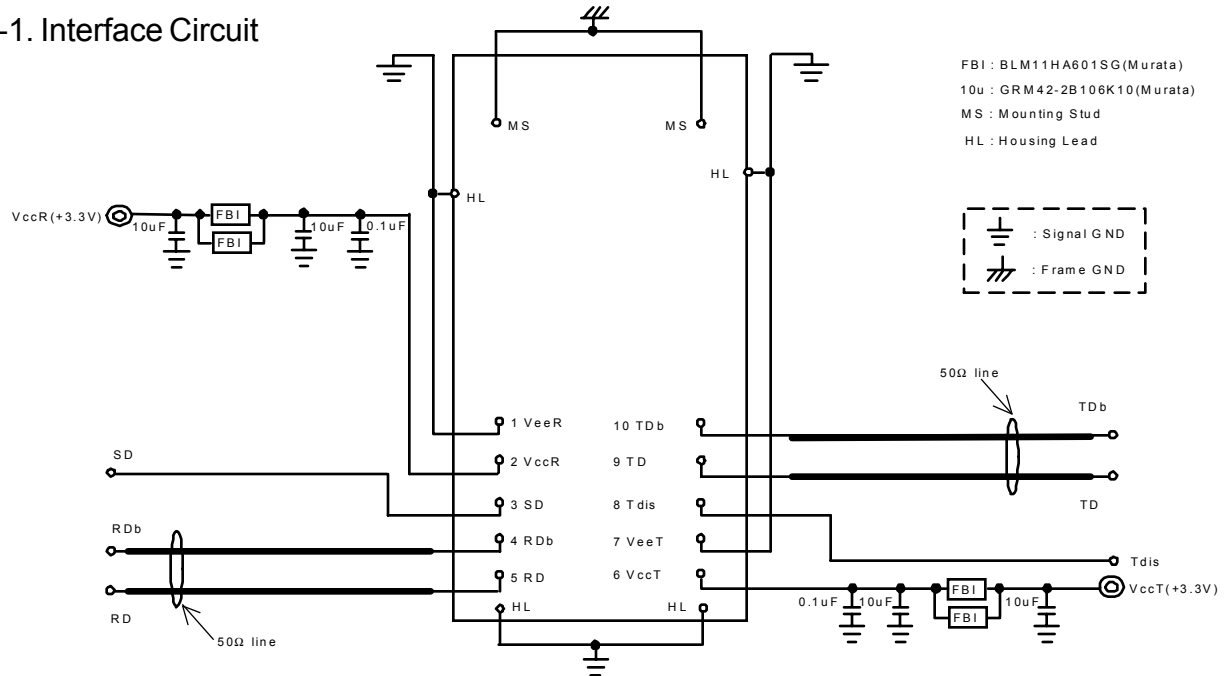 -1. Interface Circuit
FBI : BLM11HA601SG(Murata)
10u : GRM42-2B106K10(Murata)
MS : Mounting Stud
HL : Housing Lead
MS
MS
HL
HL
VccR(+3.3V)
10uF
FBI
FBI
10uF
0.1uF
: Signal GND
: Frame GND
50Ω line
TDb
TD
1 VeeR
2 VccR
3 SD
4 RDb
5 RD
HL
10 TDb
9 TD
8 Tdis
7 VeeT
6 VccT
HL
SD
RDb
RD
50Ω line
Tdis
VccT(+3.3V)
0.1uF
10uF
FBI
FBI
10uF